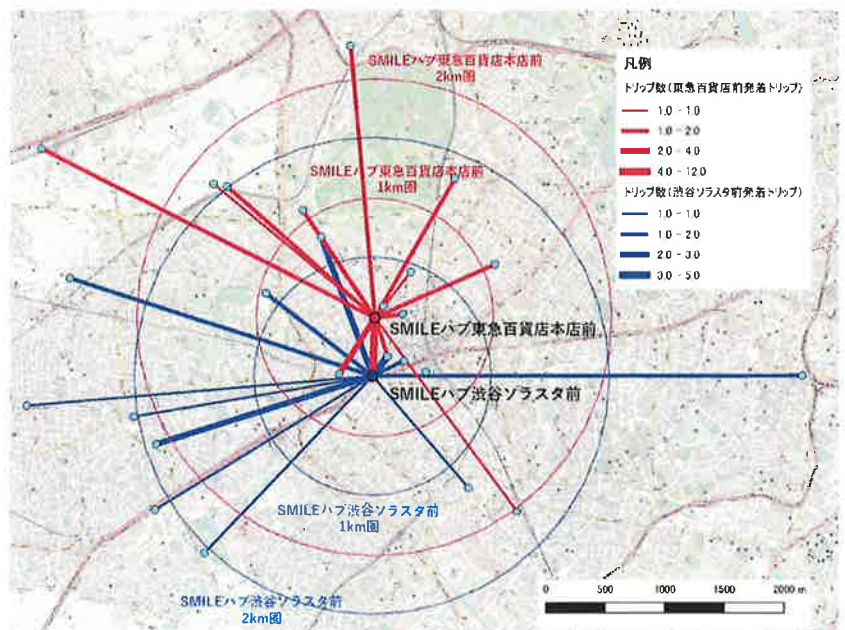 SMILEハブ東急百貨店本店前
2km圏
SMILEハブ東急百貨店本店前
1km圏
凡例
トリップ数(東急百貨店前発着トリップ)
1.0 - 1.0
1.0 - 2.0
2.0 - 4.0
4.0 - 12.0
トリップ数(渋谷ソラスタ前発着トリップ)
1.0 - 1.0
1.0 - 2.0
2.0 - 3.0
3.0 - 5.0
SMILEハブ東急百貨店本店前
SMILEハブ渋谷ソラスタ前
SMILEハブ渋谷ソラスタ前
1km圏
SMILEハブ渋谷ソラスタ前
2km圏
0 500 1000 1500 2000 m